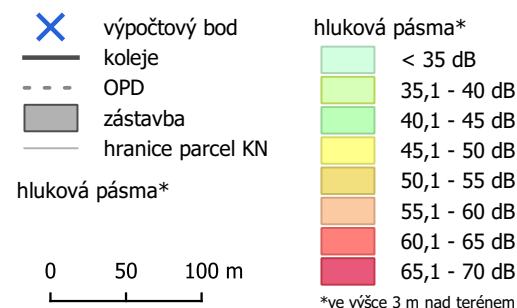 výpočtový bod
koleje
OPD
zástavba
hranice parcel KN
hluková pásma*
0 50 100 m
hluková pásma*
< 35 dB
35,1 - 40 dB
40,1 - 45 dB
45,1 - 50 dB
50,1 - 55 dB
55,1 - 60 dB
60,1 - 65 dB
65,1 - 70 dB
*ve výšce 3 m nad terénem